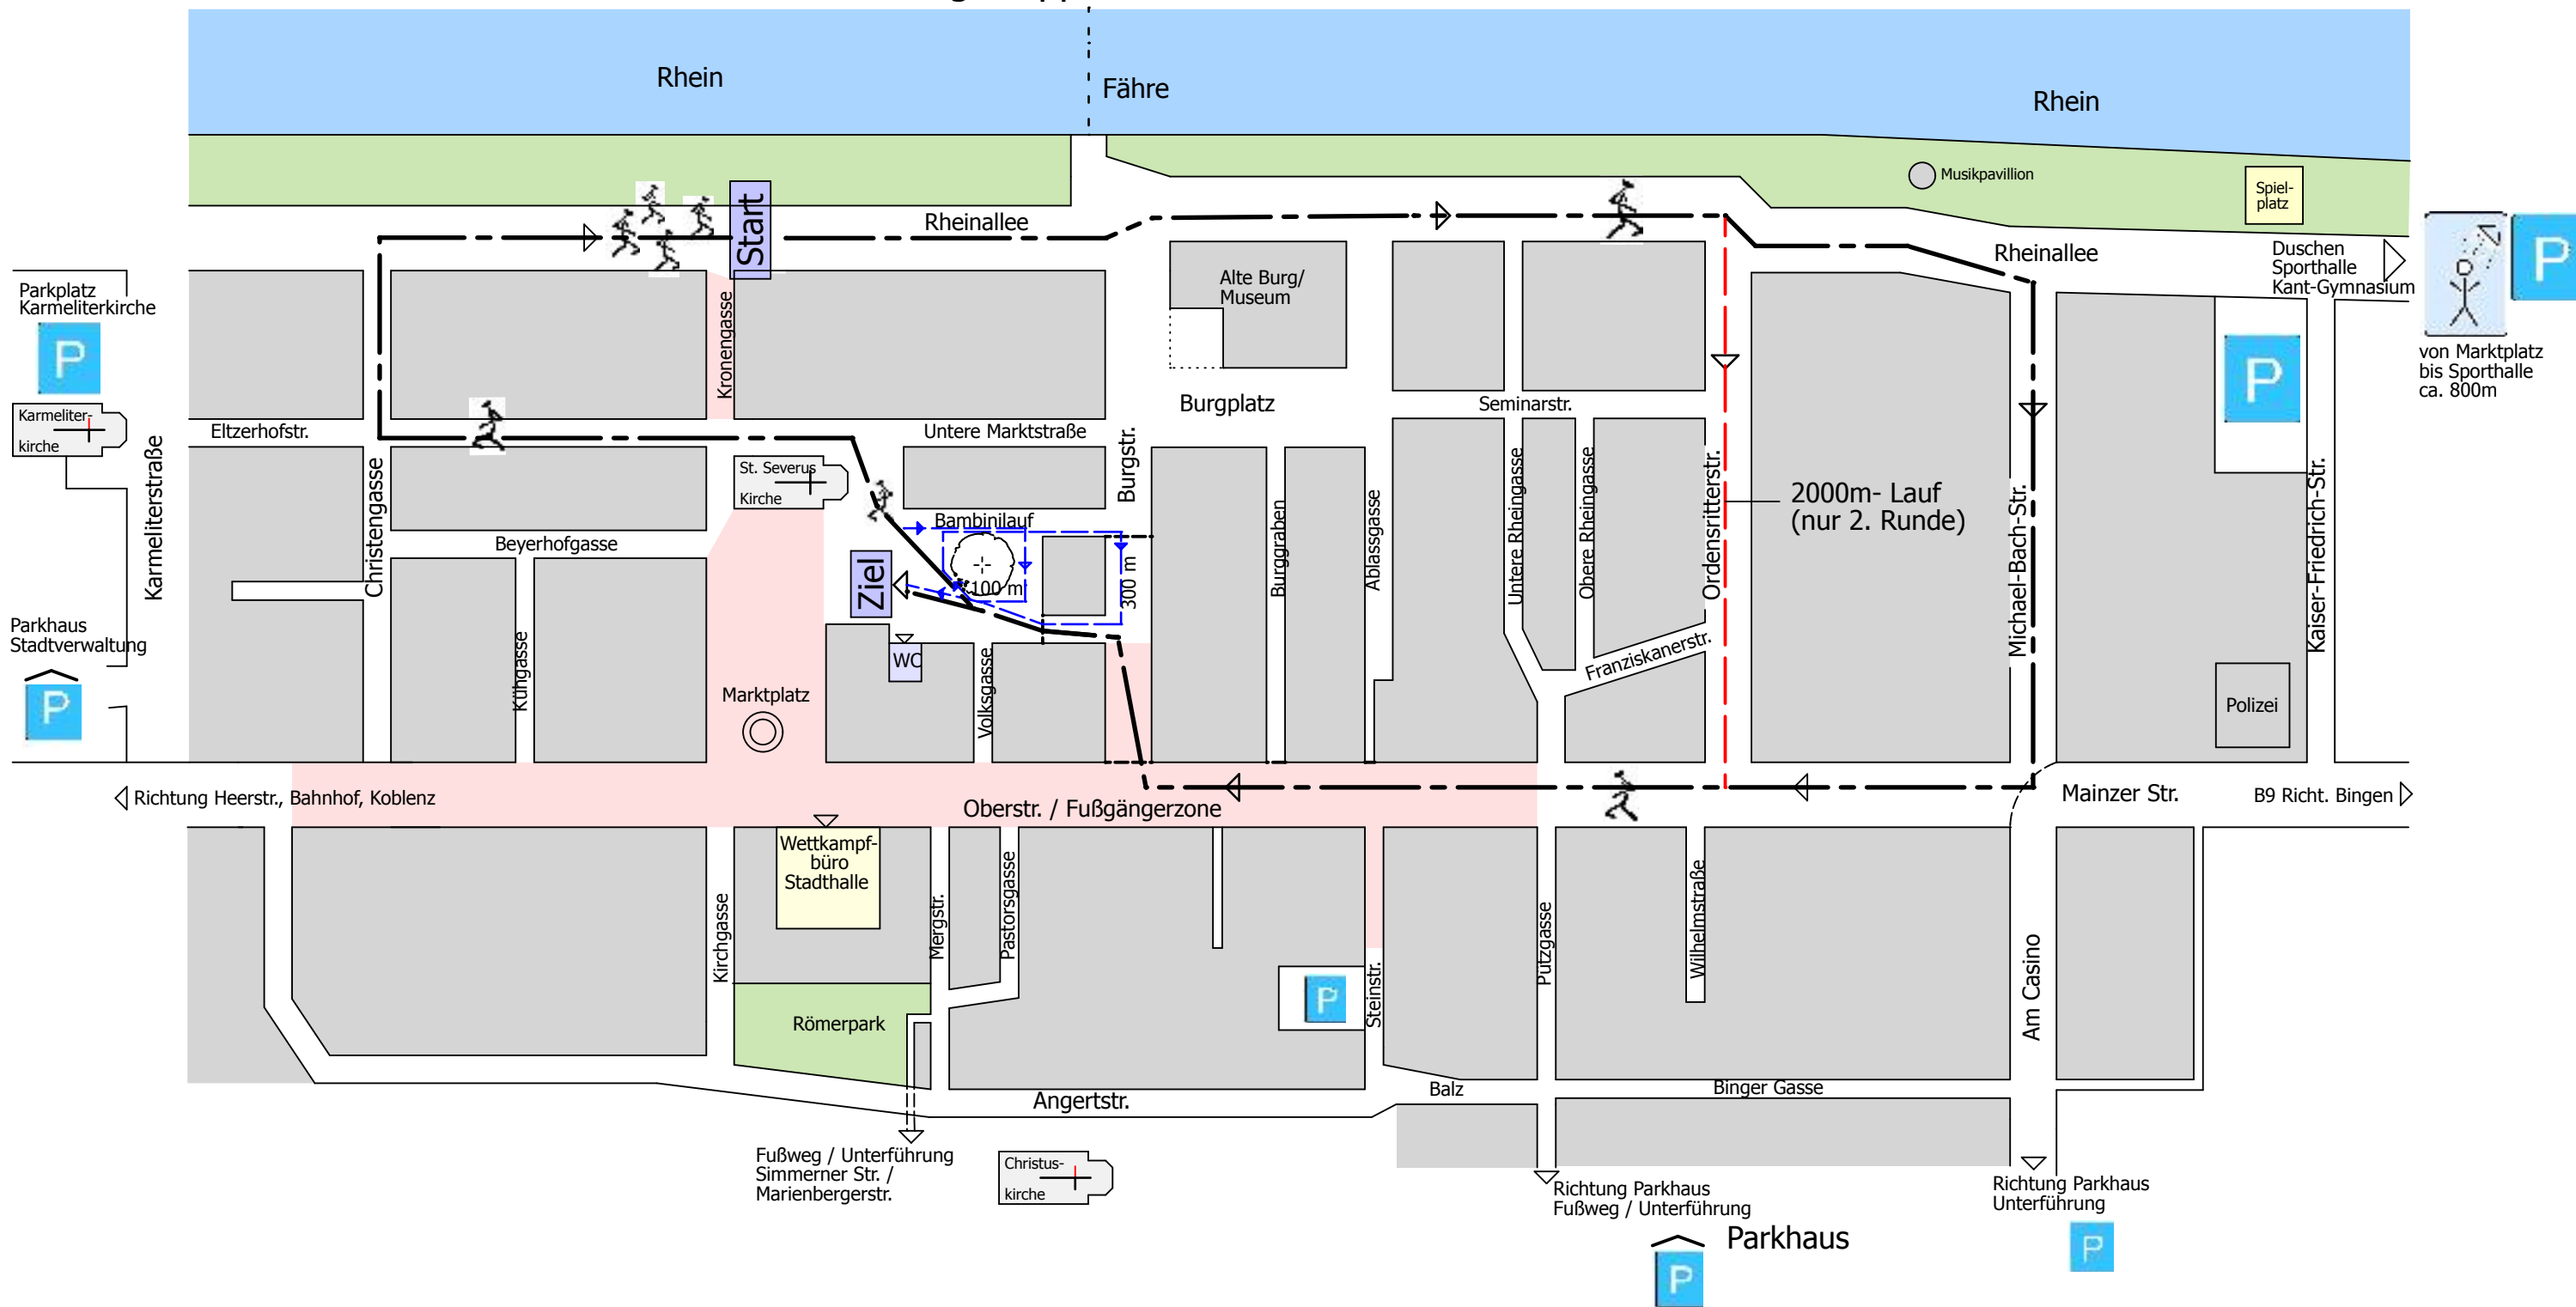 Rhein
Fähre
Rhein
Musikpavillion
Spiel-
platz
Start
Rheinallee
Rheinallee
Duschen
Sporthalle
Kant-Gymnasium
P
von Marktplatz
bis Sporthalle
ca. 800m
Parkplatz
Karmeliterkirche
P
Karmeliter-
kirche
Karmeliterstraße
Kronengasse
Alte Burg/
Museum
P
Burgplatz
Seminarstr.
Eltzerhofstr.
Untere Marktstraße
Burgstr.
Christengasse
St. Severus
Kirche
Bambinilauf
100 m
300 m
Ziel
Burggraben
Ablassgasse
Untere Rheingasse
Obere Rheingasse
Ordensritterstr.
2000m- Lauf
(nur 2. Runde)
Michael-Bach-Str.
Kaiser-Friedrich-Str.
Beyerhofgasse
Parkhaus
Stadtverwaltung
P
Kühgasse
Marktplatz
WC
Volksgasse
Franziskanerstr.
Polizei
Richtung Heerstr., Bahnhof, Koblenz
Oberstr. / Fußgängerzone
Mainzer Str.
B9 Richt. Bingen
Wettkampf-
büro
Stadthalle
Kirchgasse
Mergstr.
Pastorsgasse
Steinstr.
Pützgasse
Wilhelmstraße
Am Casino
P
Römerpark
Angertstr.
Balz
Binger Gasse
Fußweg / Unterführung
Simmerner Str. /
Marienbergerstr.
Christus-
kirche
Richtung Parkhaus
Fußweg / Unterführung
Richtung Parkhaus
Unterführung
Parkhaus
P
P